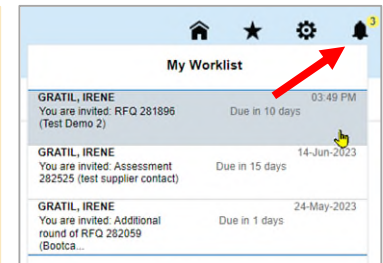 3
My Worklist
GRATIL, IRENE 03:49 PM
You are invited: RFQ 281896 Due in 10 days
(Test Demo 2)
GRATIL, IRENE 14-Jun-2023
You are invited: Assessment Due in 15 days
282525 (test supplier contact)
GRATIL, IRENE 24-May-2023
You are invited: Additional Due in 1 days
round of RFQ 282059
(Bootca...